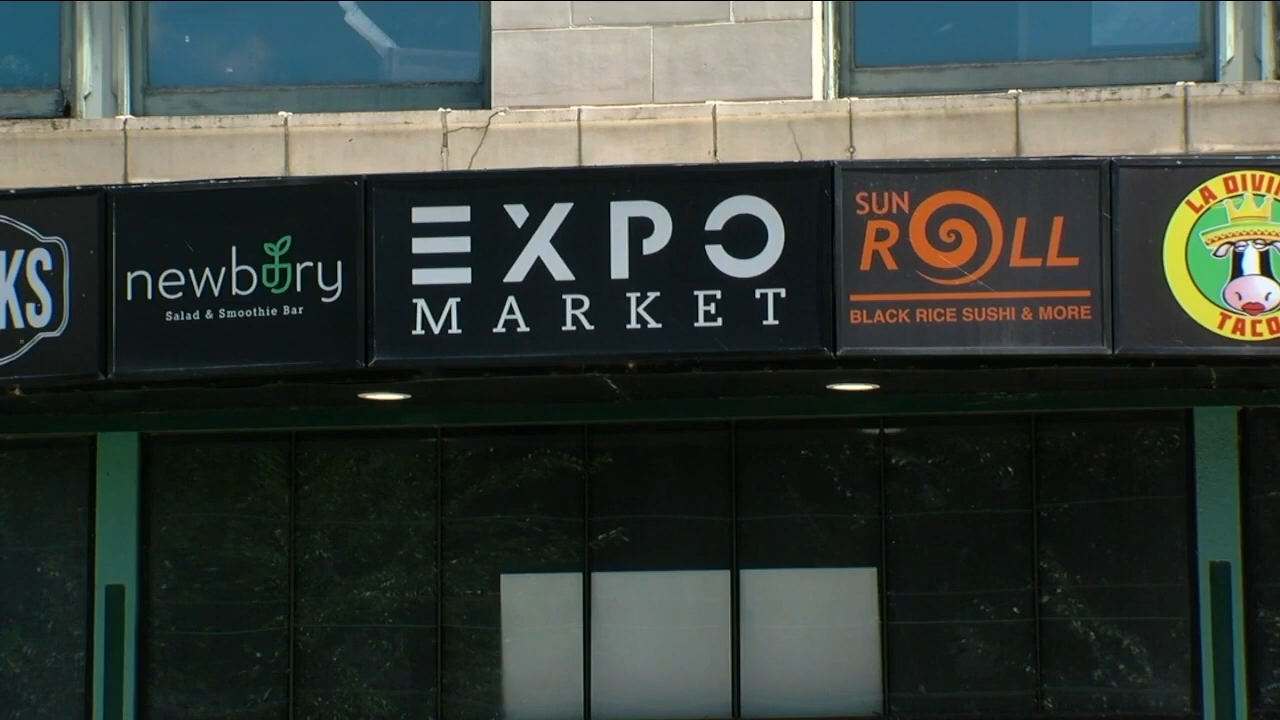 KS
newbury
Salad & Smoothie Bar
EXPO
MARKET
SUN
ROLL
BLACK RICE SUSHI & MORE
LA DIVI
TACO